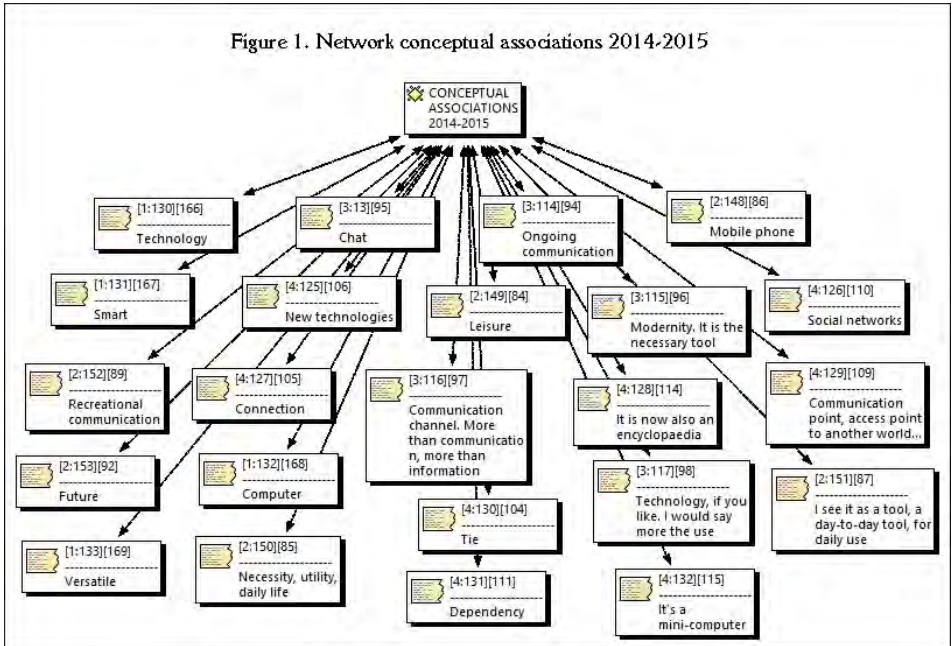 Figure 1. Network conceptual associations 2014-2015
CONCEPTUAL
ASSOCIATIONS
2014-2015
[1:130][166]
Technology
[3:13][95]
Chat
[3:114][94]
Ongoing
communication
[2:148][86]
Mobile phone
[1:131][167]
Smart
[4:125][106]
New technologies
[2:149][84]
Leisure
[3:115][96]
Modernity. It is the
necessary tool
[4:126][110]
Social networks
[2:152][89]
Recreational
communication
[4:127][105]
Connection
[3:116][97]
Communication
channel. More
than communicatio
n, more than
information
[4:128][114]
It is now also an
encyclopaedia
[4:129][109]
Communication
point, access point
to another world...
[2:153][92]
Future
[1:132][168]
Computer
[3:117][98]
Technology, if you
like. I would say
more the use
[2:151][87]
I see it as a tool, a
day-to-day tool, for
daily use
[4:130][104]
Tie
[1:133][169]
Versatile
[2:150][85]
Necessity, utility,
daily life
[4:131][111]
Dependency
[4:132][115]
It's a
mini-computer